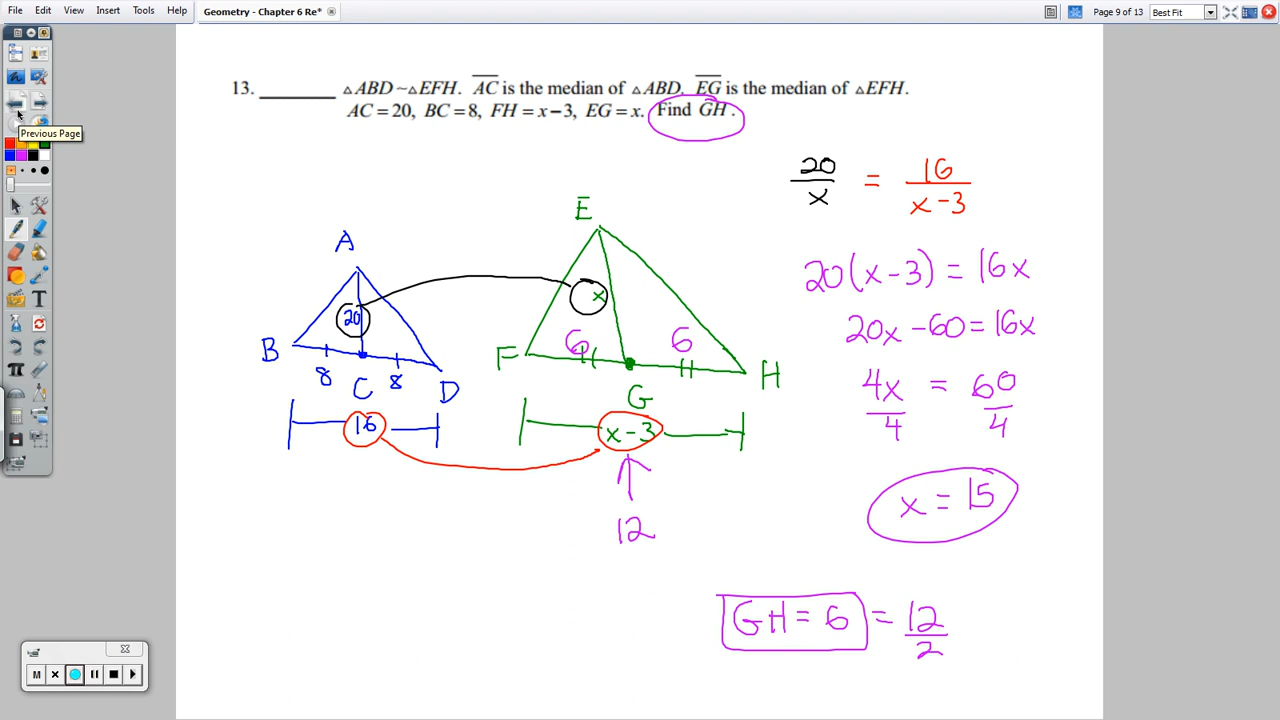 File Edit View Insert Tools Help
Geometry - Chapter 6 Re*
Page 9 of 13
Best Fit
Previous Page
13. ________ △ABD ~ △EFH. AC is the median of △ABD. EG is the median of △EFH.
AC = 20, BC = 8, FH = x − 3, EG = x. Find GH.
20/x = 16/x−3
20(x−3) = 16x
20x − 60 = 16x
4x/4 = 60/4
x = 15
GH = 6 = 12/2
A
20
B
8
C
8
D
16
E
x
6
6
F
G
H
x−3
12
M